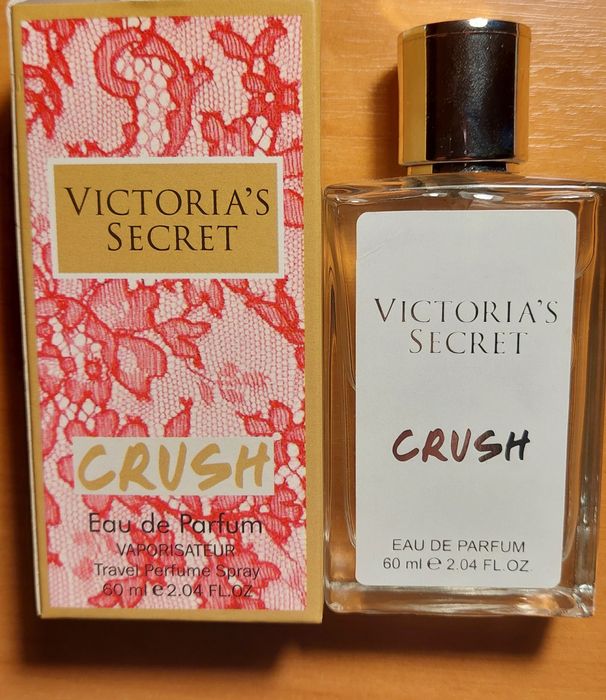 VICTORIA'S
SECRET
CRUSH
Eau de Parfum
VAPORISATEUR
Travel Perfume Spray
60 ml e 2.04 FL.OZ
VICTORIA'S
SECRET
CRUSH
EAU DE PARFUM
60 ml e 2.04 FL.OZ